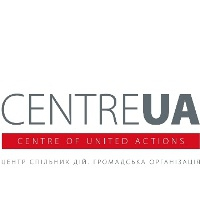 CENTREUA
CENTRE OF UNITED ACTIONS
ЦЕНТР СПІЛЬНИХ ДІЙ. ГРОМАДСЬКА ОРГАНІЗАЦІЯ